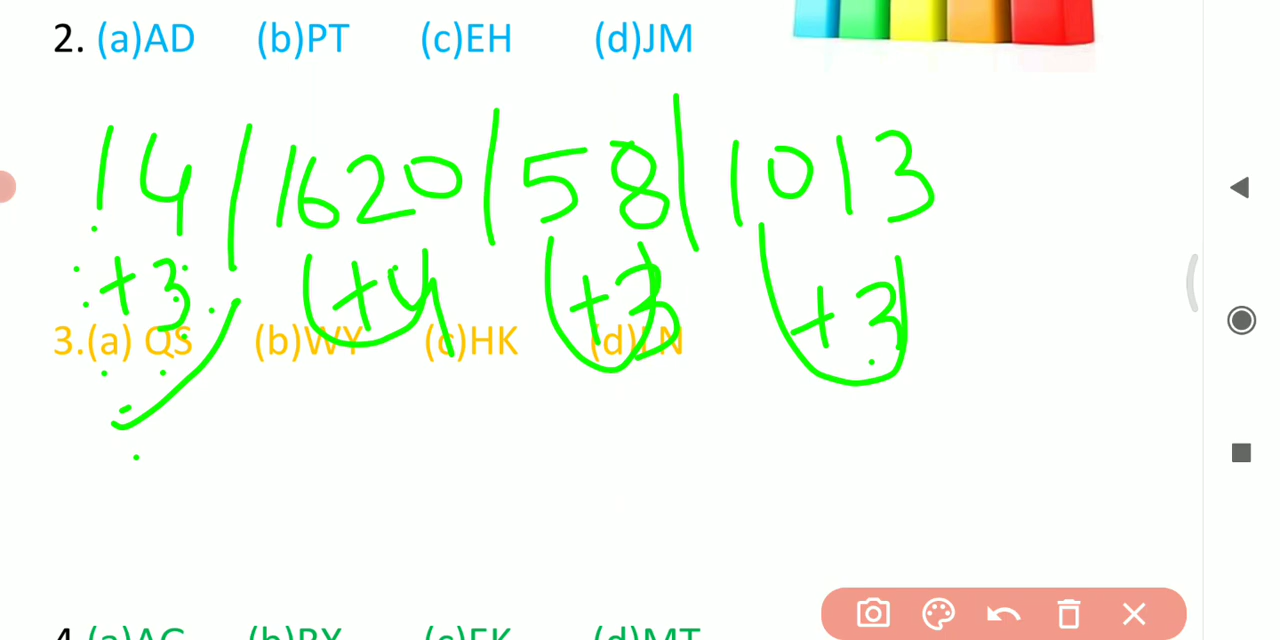 2. (a)AD (b)PT (c)EH (d)JM
14 | 1620 | 58 | 1013
+3 +4 +3 +3
3.(a) QS (b)WY (c)HK (d)LN